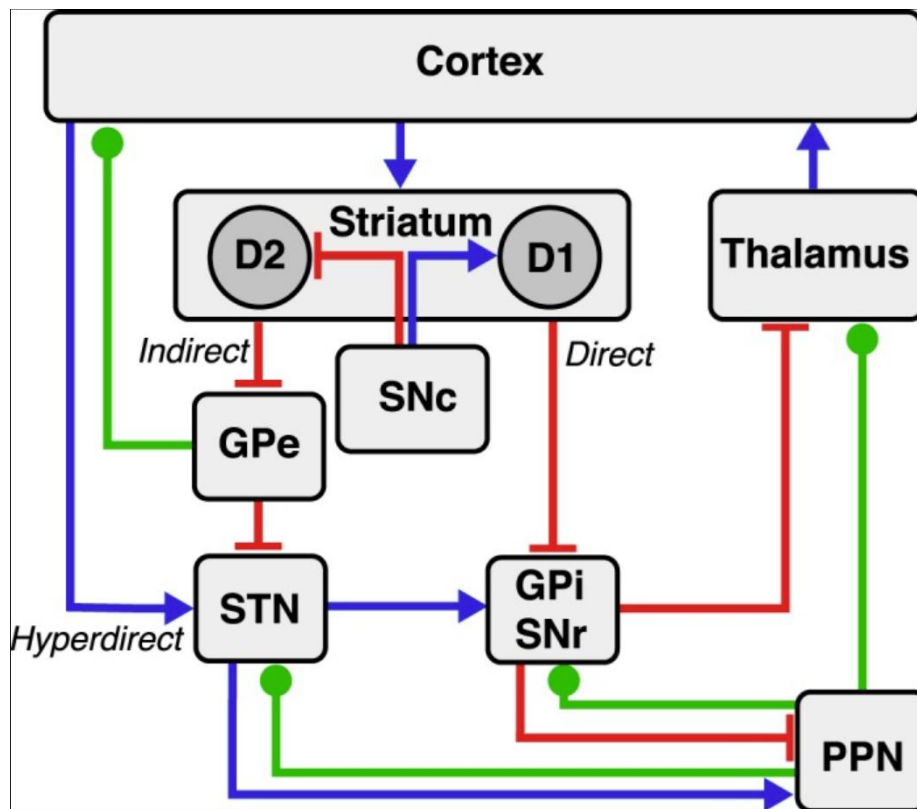 Cortex
Striatum
D2
D1
Thalamus
Indirect
Direct
SNc
GPe
STN
GPi
SNr
Hyperdirect
PPN